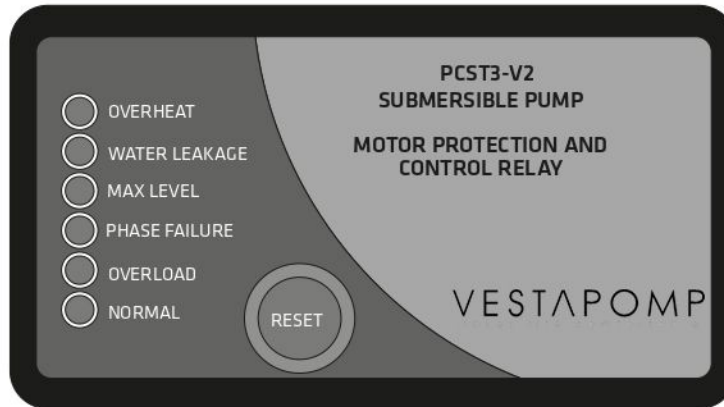 PCST3-V2
SUBMERSIBLE PUMP
MOTOR PROTECTION AND
CONTROL RELAY
OVERHEAT
WATER LEAKAGE
MAX LEVEL
PHASE FAILURE
OVERLOAD
NORMAL
RESET
VESTAPOMP